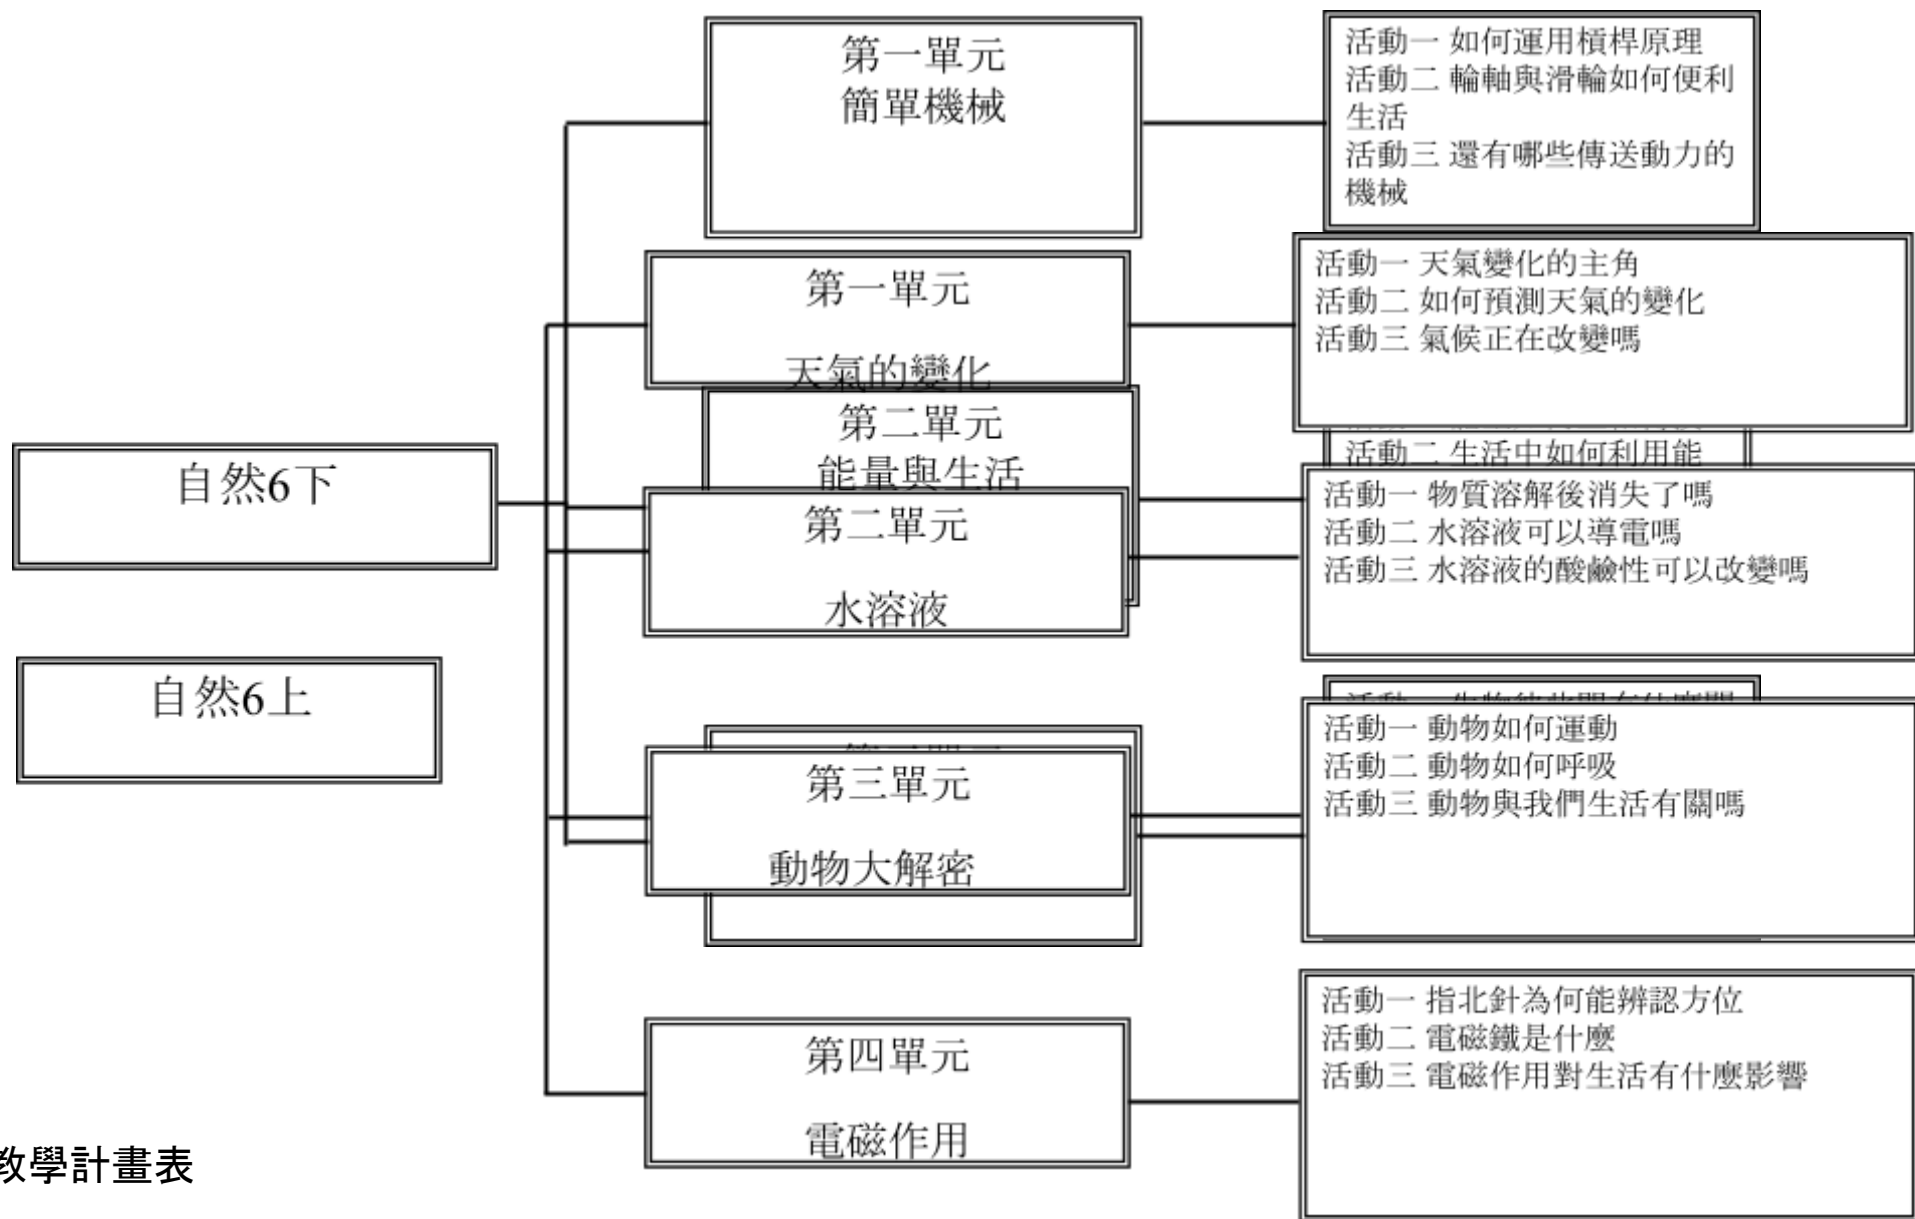 第一單元
簡單機械
活動一 如何運用槓桿原理
活動二 輪軸與滑輪如何便利
生活
活動三 還有哪些傳送動力的
機械
第一單元
天氣的變化
活動一 天氣變化的主角
活動二 如何預測天氣的變化
活動三 氣候正在改變嗎
第二單元
能量與生活
活動二 生活中如何利用能
自然6下
第二單元
水溶液
活動一 物質溶解後消失了嗎
活動二 水溶液可以導電嗎
活動三 水溶液的酸鹼性可以改變嗎
自然6上
第三單元
動物大解密
活動一 動物如何運動
活動二 動物如何呼吸
活動三 動物與我們生活有關嗎
第四單元
電磁作用
活動一 指北針為何能辨認方位
活動二 電磁鐵是什麼
活動三 電磁作用對生活有什麼影響
教學計畫表